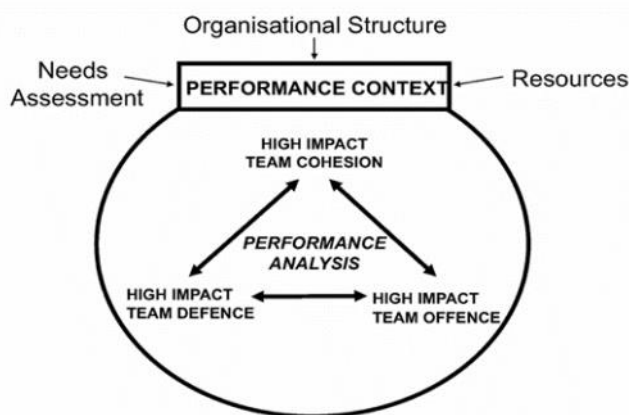 Organisational Structure
Needs
Assessment
PERFORMANCE CONTEXT
Resources
HIGH IMPACT
TEAM COHESION
PERFORMANCE
ANALYSIS
HIGH IMPACT
TEAM DEFENCE
HIGH IMPACT
TEAM OFFENCE